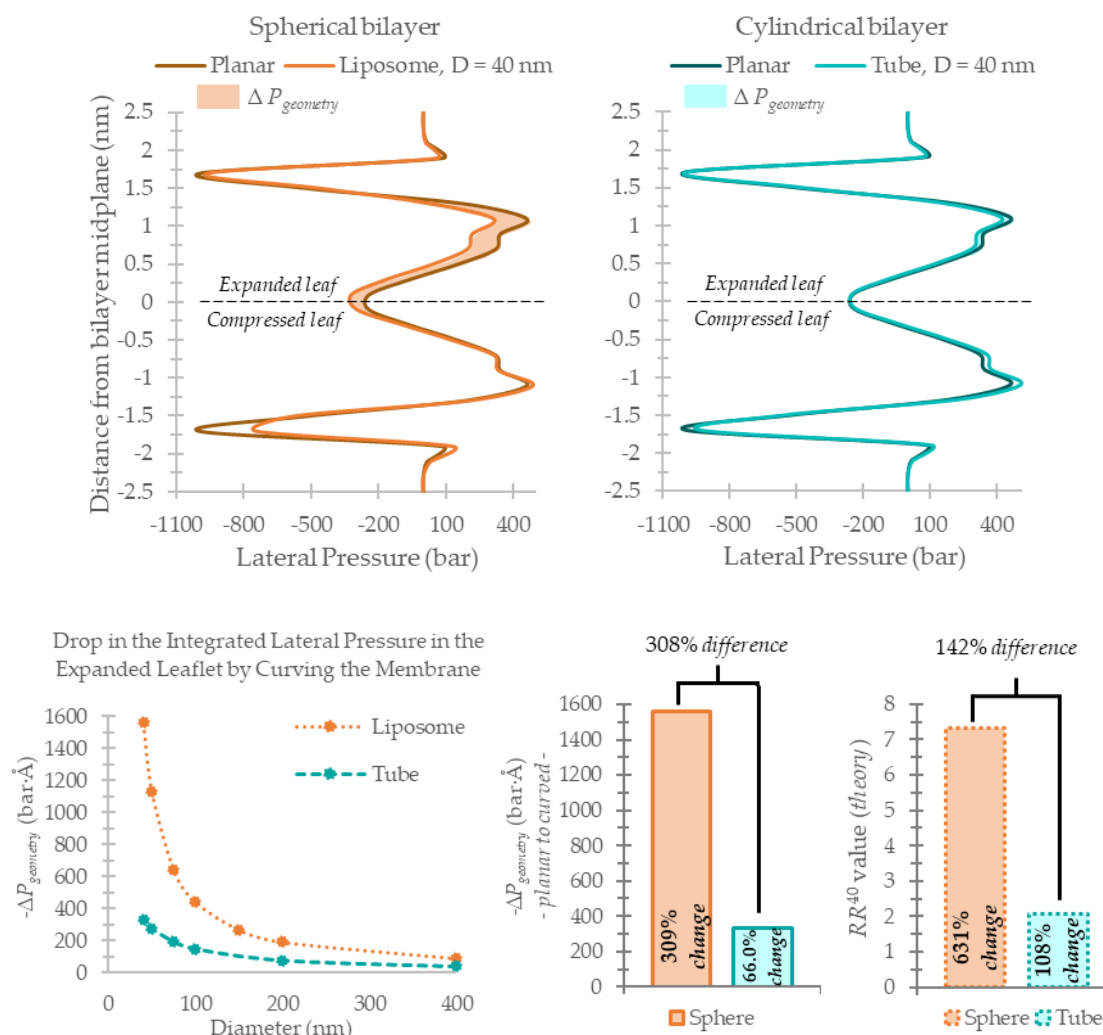 Spherical bilayer
Planar
Liposome, D = 40 nm
Δ P geometry
Distance from bilayer midplane (nm)
2.5
2
1.5
1
0.5
0
-0.5
-1
-1.5
-2
-2.5
Expanded leaf
Compressed leaf
-1100
-800
-500
-200
100
400
Lateral Pressure (bar)
Cylindrical bilayer
Planar
Tube, D = 40 nm
Δ P geometry
2.5
2
1.5
1
0.5
0
-0.5
-1
-1.5
-2
-2.5
Expanded leaf
Compressed leaf
-1100
-800
-500
-200
100
400
Lateral Pressure (bar)
Drop in the Integrated Lateral Pressure in the
Expanded Leaflet by Curving the Membrane
-ΔP geometry (bar·Å)
1600
1400
1200
1000
800
600
400
200
0
Liposome
Tube
0
100
200
300
400
Diameter (nm)
308% difference
-ΔP geometry (bar·Å)
- planar to curved -
1600
1400
1200
1000
800
600
400
200
0
309%
change
66.0%
change
Sphere
142% difference
RR40 value (theory)
8
7
6
5
4
3
2
1
0
631%
change
108%
change
Sphere
Tube